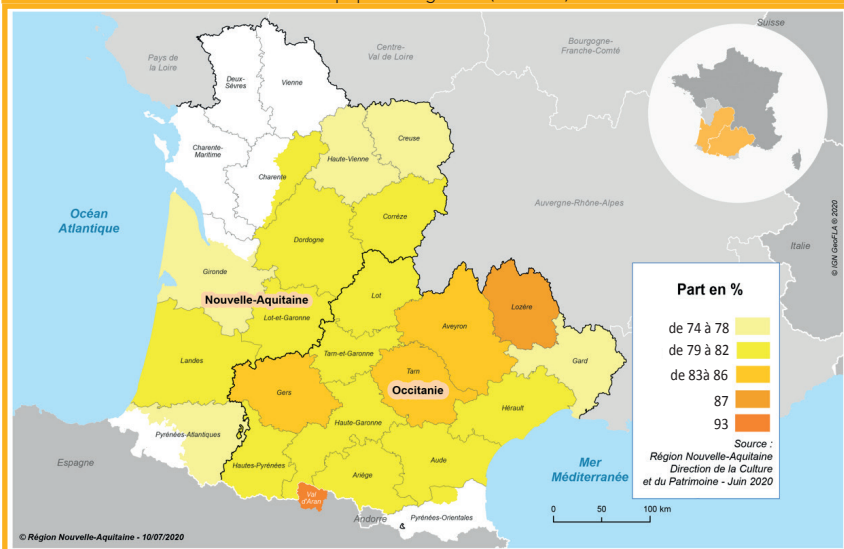 Suisse
Bourgogne-
Franche-Comté
Centre-
Val de Loire
Pays de
la Loire
Deux-
Sèvres
Vienne
Charente-
Maritime
Charente
Haute-Vienne
Creuse
Océan
Atlantique
Corrèze
Dordogne
Auvergne-Rhône-Alpes
Italie
© IGN GeoFLA ® 2020
Gironde
Nouvelle-Aquitaine
Lot
Lot-et-Garonne
Aveyron
Lozère
Landes
Tarn-et-Garonne
Tarn
Gard
Gers
Occitanie
Haute-Garonne
Hérault
Pyrénées-Atlantiques
Hautes-Pyrénées
Ariège
Aude
Espagne
Val
d'Aran
Andorre
Pyrénées-Orientales
Mer
Méditerranée
Part en %
de 74 à 78
de 79 à 82
de 83à 86
87
93
Source :
Région Nouvelle-Aquitaine
Direction de la Culture
et du Patrimoine - Juin 2020
0 50 100 km
© Région Nouvelle-Aquitaine - 10/07/2020